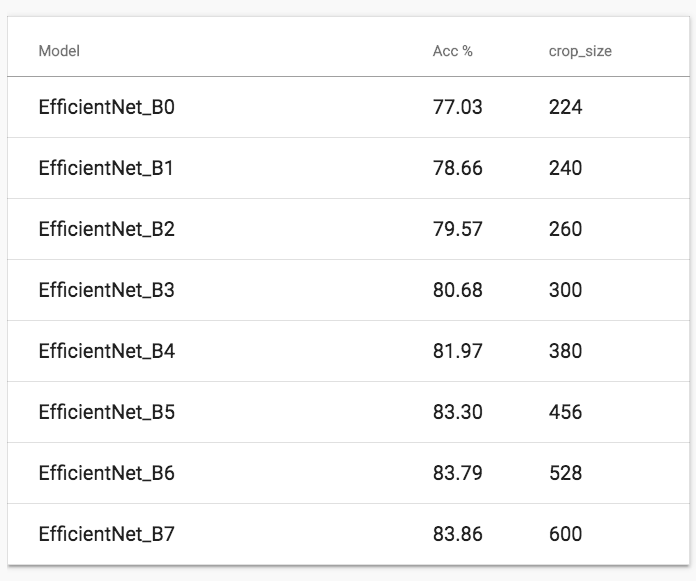 Model Acc % crop_size
EfficientNet_B0 77.03 224
EfficientNet_B1 78.66 240
EfficientNet_B2 79.57 260
EfficientNet_B3 80.68 300
EfficientNet_B4 81.97 380
EfficientNet_B5 83.30 456
EfficientNet_B6 83.79 528
EfficientNet_B7 83.86 600